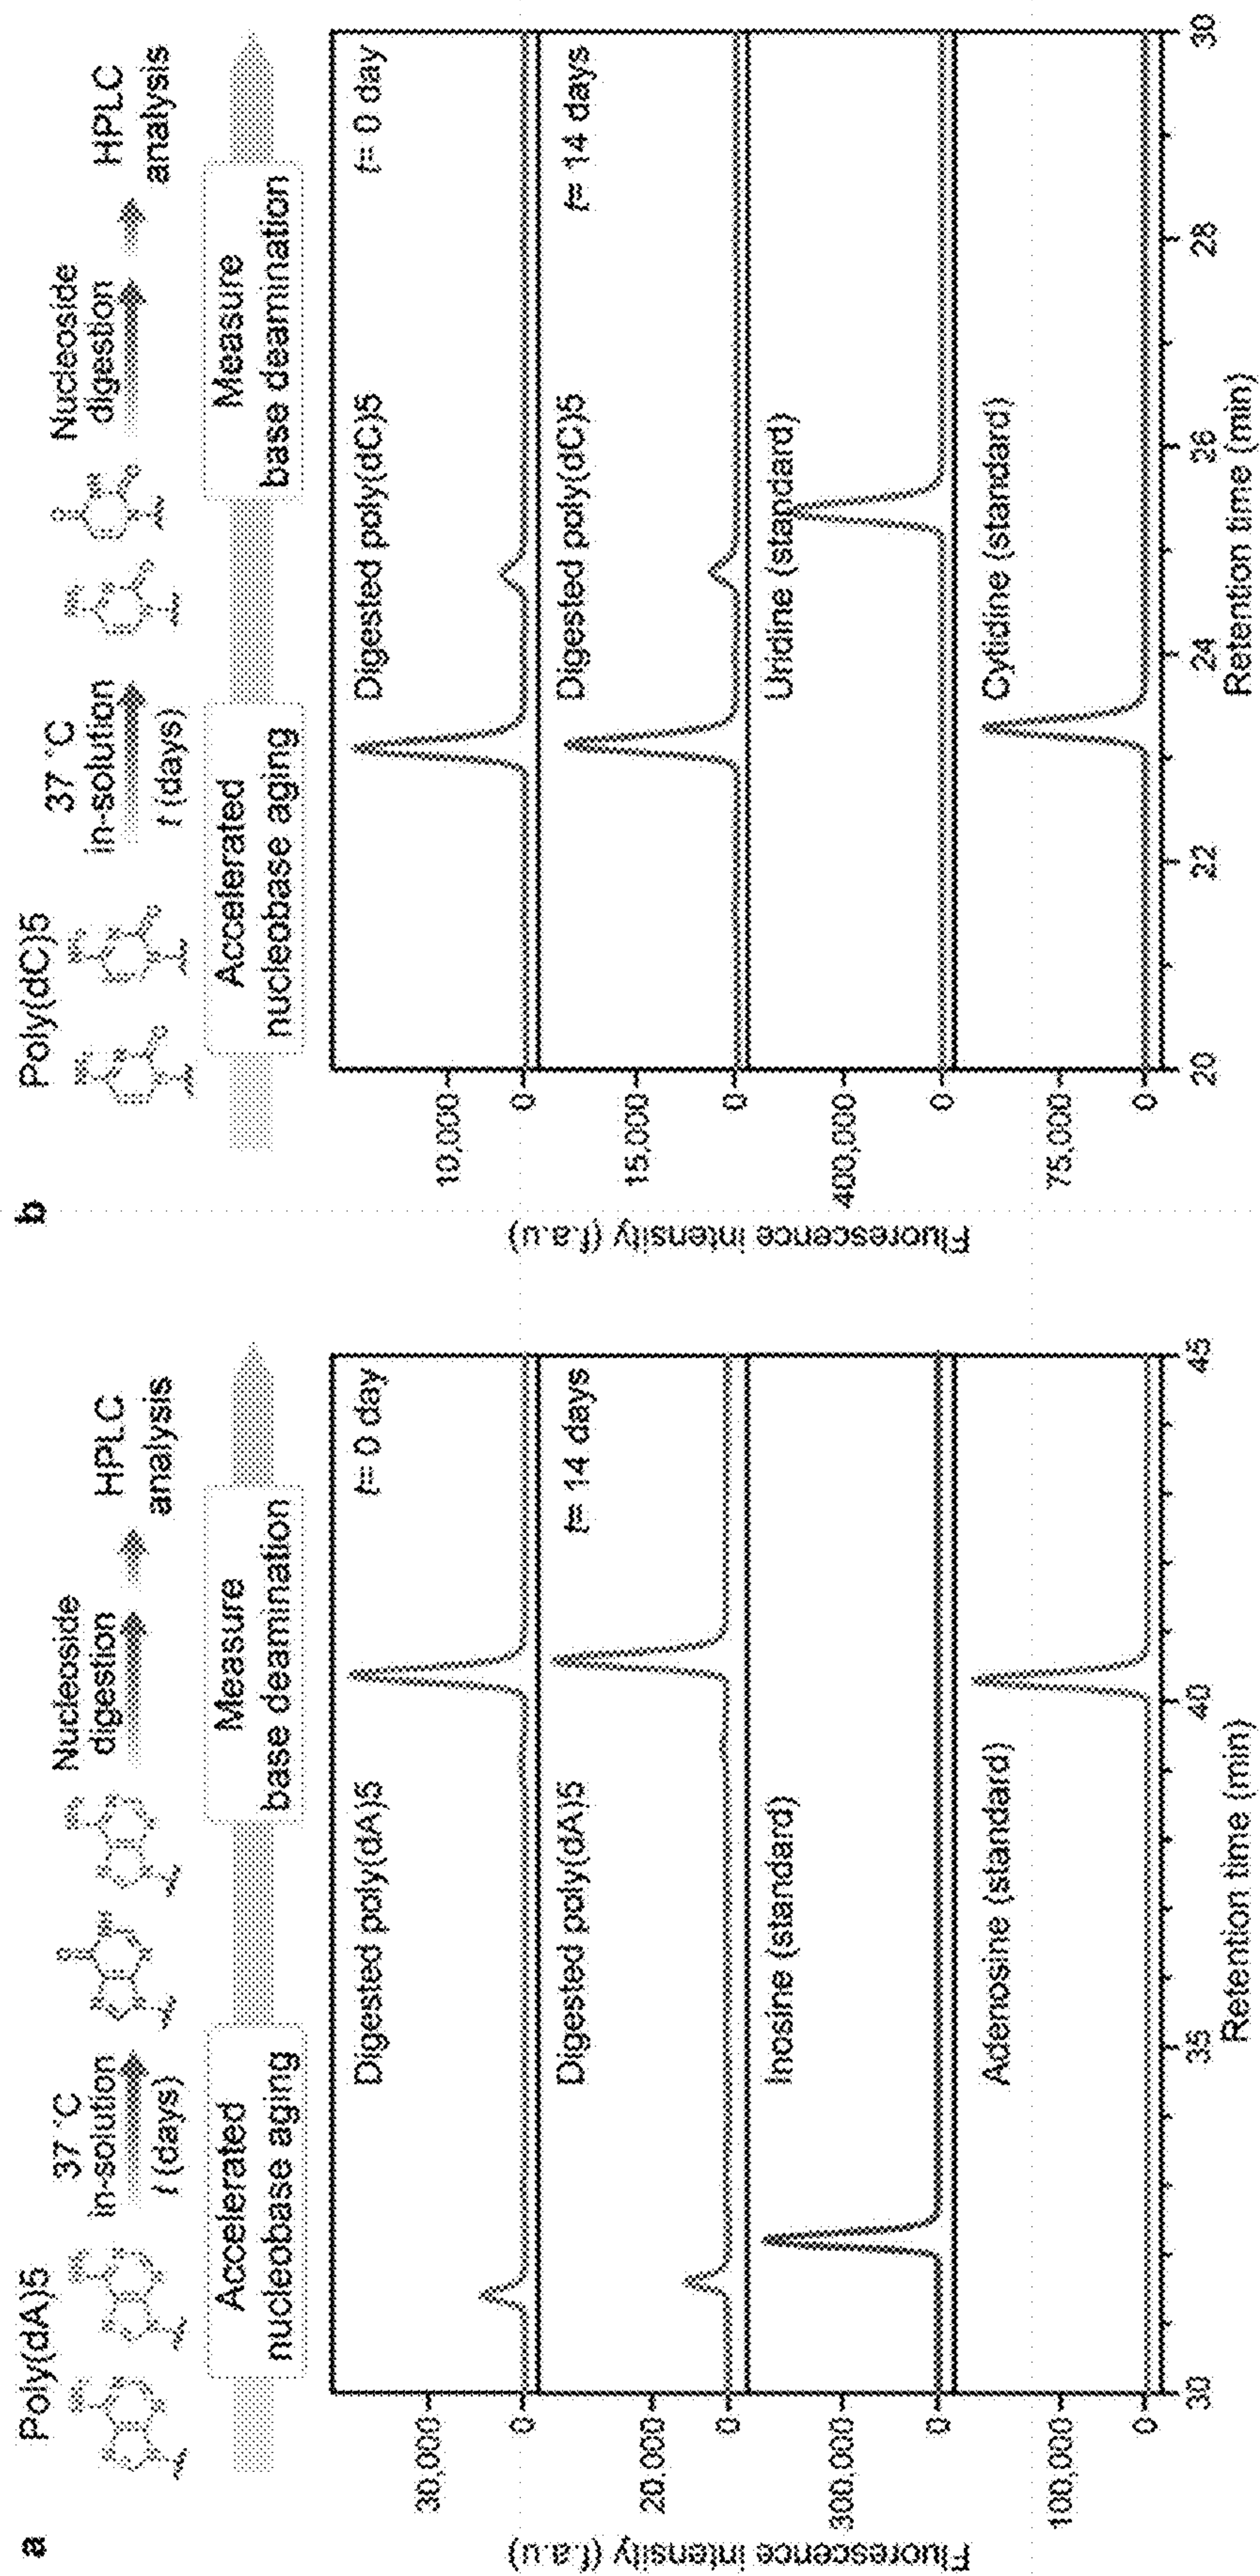 a
Poly(dA)5
37 °C
in-solution
t (days)
Nucleoside
digestion
HPLC
analysis
Accelerated
nucleobase aging
Measure
base deamination
Fluorescence intensity (f.a.u)
30,000
0
Digested poly(dA)5
t= 0 day
20,000
0
Digested poly(dA)5
t= 14 days
300,000
0
Inosine (standard)
100,000
0
Adenosine (standard)
30
35
40
45
Retention time (min)
b
Poly(dC)5
37 °C
in-solution
t (days)
Nucleoside
digestion
HPLC
analysis
Accelerated
nucleobase aging
Measure
base deamination
Fluorescence intensity (f.a.u)
10,000
0
Digested poly(dC)5
t= 0 day
15,000
0
Digested poly(dC)5
t= 14 days
400,000
0
Uridine (standard)
75,000
0
Cytidine (standard)
20
22
24
26
28
30
Retention time (min)